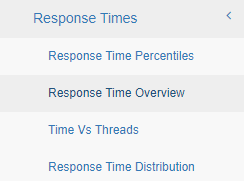 Response Times
Response Time Percentiles
Response Time Overview
Time Vs Threads
Response Time Distribution